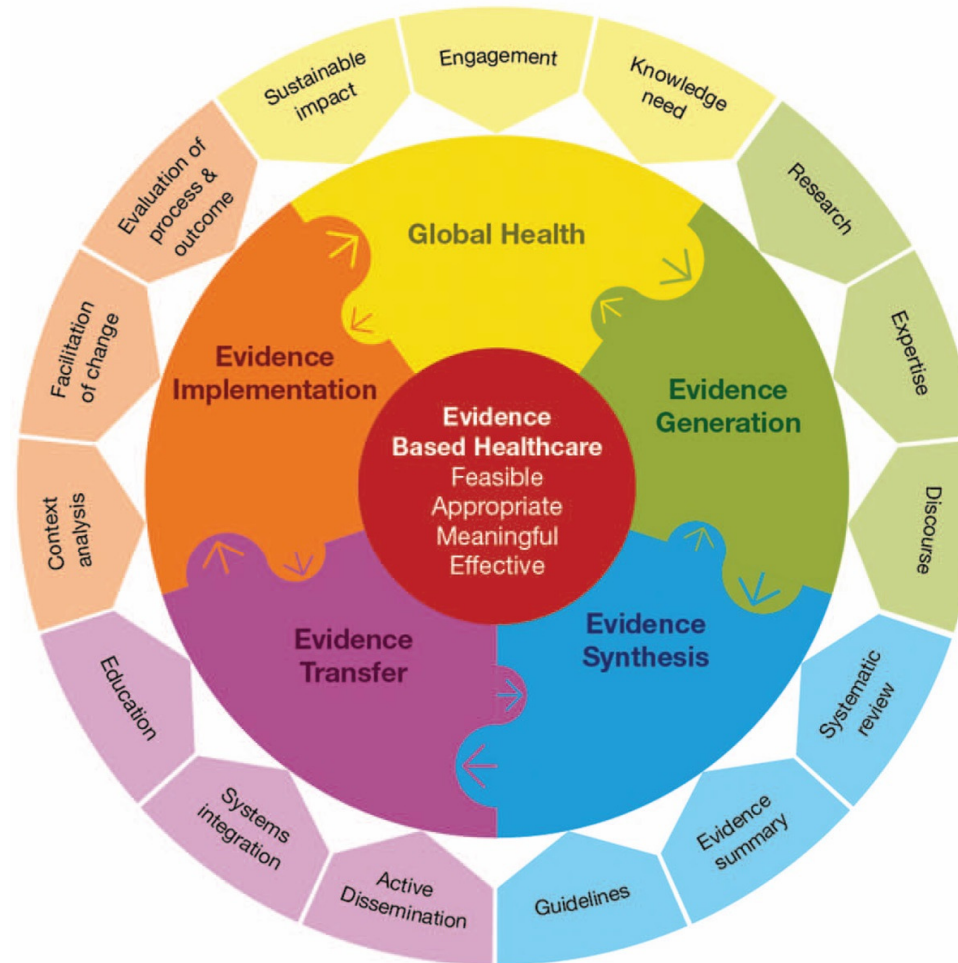 Sustainable
impact
Engagement
Knowledge
need
Evaluation of
process &
outcome
Research
Global Health
Facilitation
of change
Expertise
Evidence
Implementation
Evidence
Generation
Evidence
Based Healthcare
Feasible
Appropriate
Meaningful
Effective
Context
analysis
Discourse
Evidence
Transfer
Evidence
Synthesis
Education
Systematic
review
Systems
integration
Evidence
summary
Active
Dissemination
Guidelines